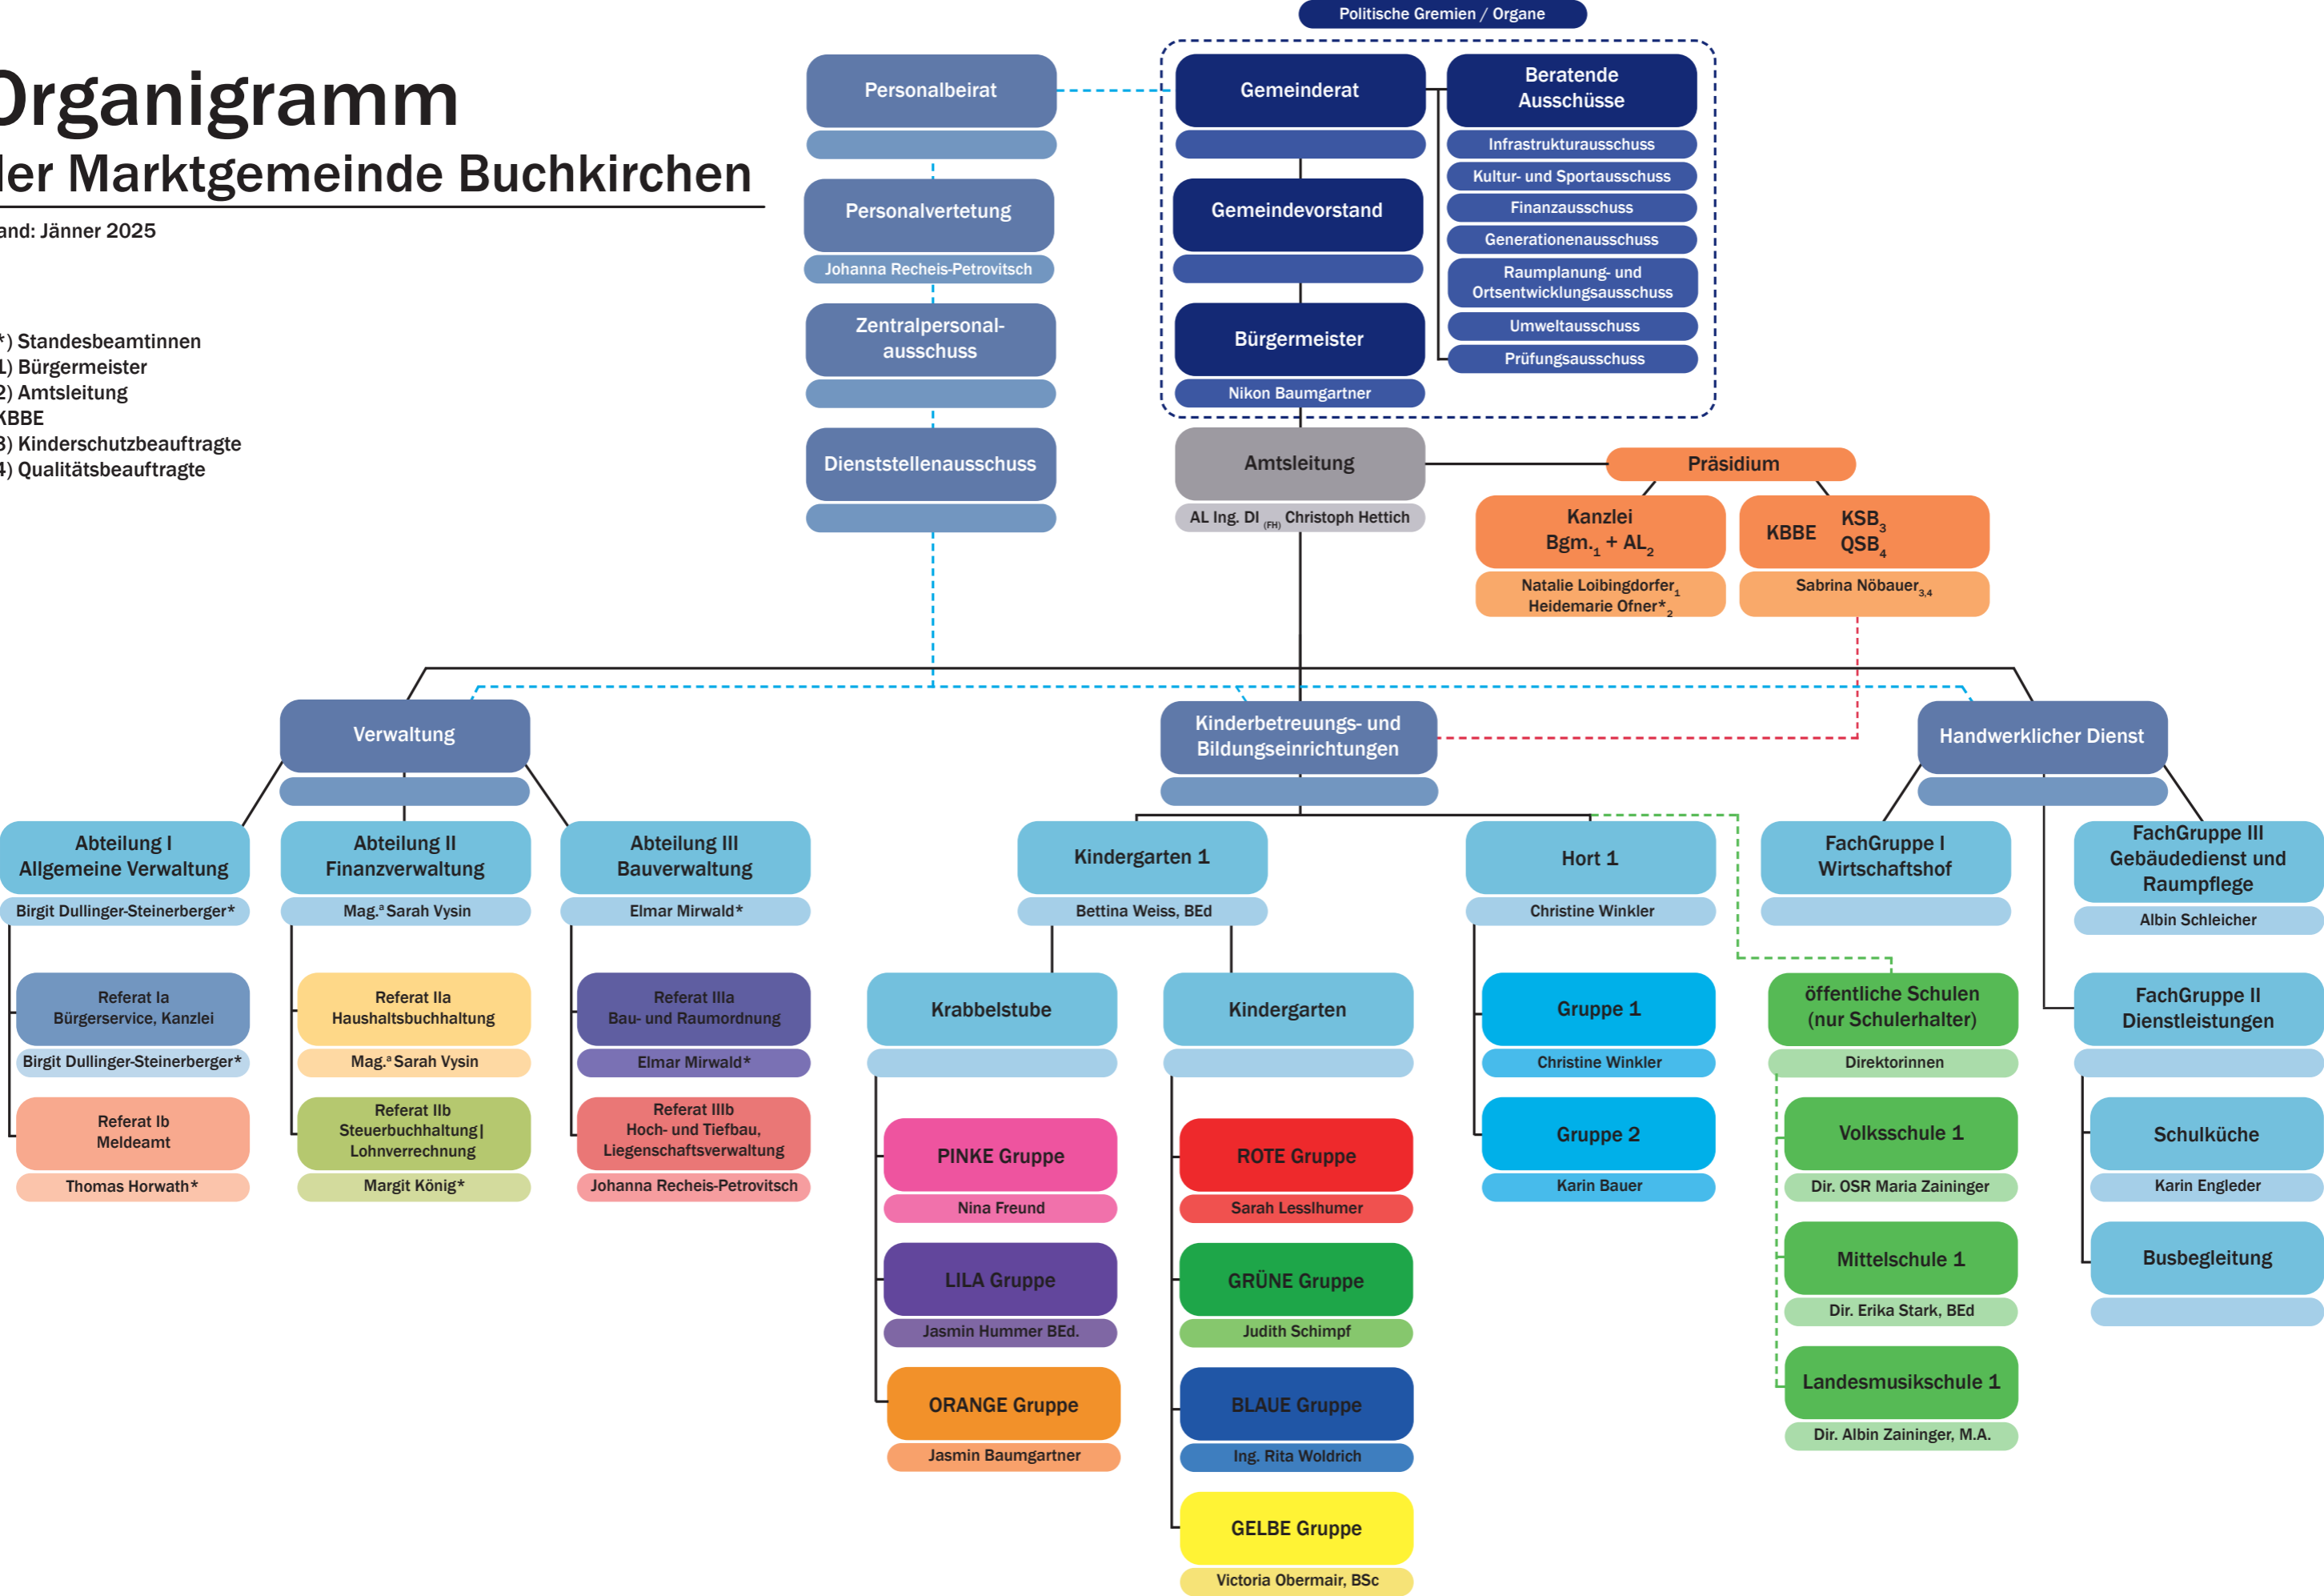 Organigramm
der Marktgemeinde Buchkirchen
and: Jänner 2025
*) Standesbeamtinnen
1) Bürgermeister
2) Amtsleitung
KBBE
3) Kinderschutzbeauftragte
4) Qualitätsbeauftragte
Politische Gremien / Organe
Personalbeirat
Personalvertetung
Johanna Recheis-Petrovitsch
Zentralpersonal-
ausschuss
Dienststellenausschuss
Gemeinderat
Gemeindevorstand
Bürgermeister
Nikon Baumgartner
Beratende
Ausschüsse
Infrastrukturausschuss
Kultur- und Sportausschuss
Finanzausschuss
Generationenausschuss
Raumplanung- und
Ortsentwicklungsausschuss
Umweltausschuss
Prüfungsausschuss
Amtsleitung
AL Ing. DI (FH) Christoph Hettich
Präsidium
Kanzlei
Bgm.1 + AL2
Natalie Loibingdorfer1
Heidemarie Ofner*2
KBBE
KSB3
QSB4
Sabrina Nöbauer3,4
Verwaltung
Abteilung I
Allgemeine Verwaltung
Birgit Dullinger-Steinerberger*
Referat Ia
Bürgerservice, Kanzlei
Birgit Dullinger-Steinerberger*
Referat Ib
Meldeamt
Thomas Horwath*
Abteilung II
Finanzverwaltung
Mag.ª Sarah Vysin
Referat IIa
Haushaltsbuchhaltung
Mag.ª Sarah Vysin
Referat IIb
Steuerbuchhaltung|
Lohnverrechnung
Margit König*
Abteilung III
Bauverwaltung
Elmar Mirwald*
Referat IIIa
Bau- und Raumordnung
Elmar Mirwald*
Referat IIIb
Hoch- und Tiefbau,
Liegenschaftsverwaltung
Johanna Recheis-Petrovitsch
Kinderbetreuungs- und
Bildungseinrichtungen
Kindergarten 1
Bettina Weiss, BEd
Krabbelstube
PINKE Gruppe
Nina Freund
LILA Gruppe
Jasmin Hummer BEd.
ORANGE Gruppe
Jasmin Baumgartner
Kindergarten
ROTE Gruppe
Sarah Lesslhumer
GRÜNE Gruppe
Judith Schimpf
BLAUE Gruppe
Ing. Rita Woldrich
GELBE Gruppe
Victoria Obermair, BSc
Hort 1
Christine Winkler
Gruppe 1
Christine Winkler
Gruppe 2
Karin Bauer
öffentliche Schulen
(nur Schulerhalter)
Direktorinnen
Volksschule 1
Dir. OSR Maria Zaininger
Mittelschule 1
Dir. Erika Stark, BEd
Landesmusikschule 1
Dir. Albin Zaininger, M.A.
Handwerklicher Dienst
FachGruppe I
Wirtschaftshof
FachGruppe III
Gebäudedienst und
Raumpflege
Albin Schleicher
FachGruppe II
Dienstleistungen
Schulküche
Karin Engleder
Busbegleitung